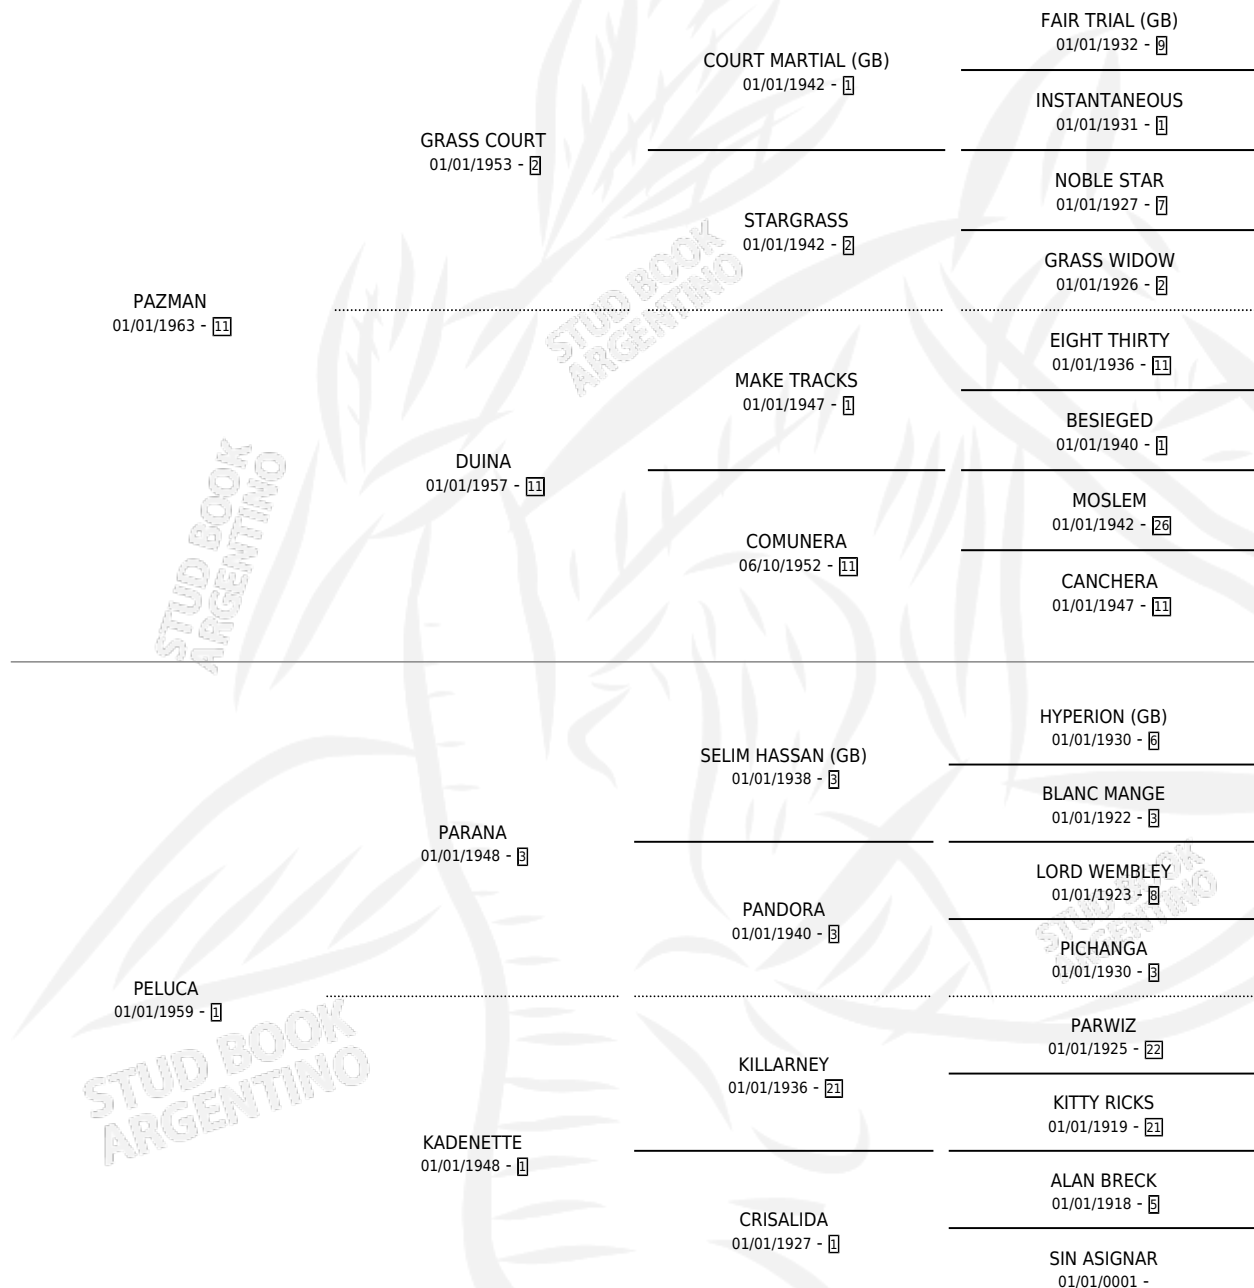 FAIR TRIAL (GB)
01/01/1932 - 9
COURT MARTIAL (GB)
01/01/1942 - 1
INSTANTANEOUS
01/01/1931 - 1
GRASS COURT
01/01/1953 - 2
NOBLE STAR
01/01/1927 - 7
STARGRASS
01/01/1942 - 2
GRASS WIDOW
01/01/1926 - 2
PAZMAN
01/01/1963 - 11
EIGHT THIRTY
01/01/1936 - 11
MAKE TRACKS
01/01/1947 - 1
BESIEGED
01/01/1940 - 1
DUINA
01/01/1957 - 11
MOSLEM
01/01/1942 - 26
COMUNERA
06/10/1952 - 11
CANCHERA
01/01/1947 - 11
HYPERION (GB)
01/01/1930 - 6
SELIM HASSAN (GB)
01/01/1938 - 3
BLANC MANGE
01/01/1922 - 3
PARANA
01/01/1948 - 3
LORD WEMBLEY
01/01/1923 - 8
PANDORA
01/01/1940 - 3
PICHANGA
01/01/1930 - 3
PELUCA
01/01/1959 - 1
PARWIZ
01/01/1925 - 22
KILLARNEY
01/01/1936 - 21
KITTY RICKS
01/01/1919 - 21
KADENETTE
01/01/1948 - 1
ALAN BRECK
01/01/1918 - 5
CRISALIDA
01/01/1927 - 1
SIN ASIGNAR
01/01/0001 -
STUD BOOK
ARGENTINO
STUD BOOK
ARGENTINO
STUD BOOK
ARGENTINO
STUD BOOK
ARGENTINO